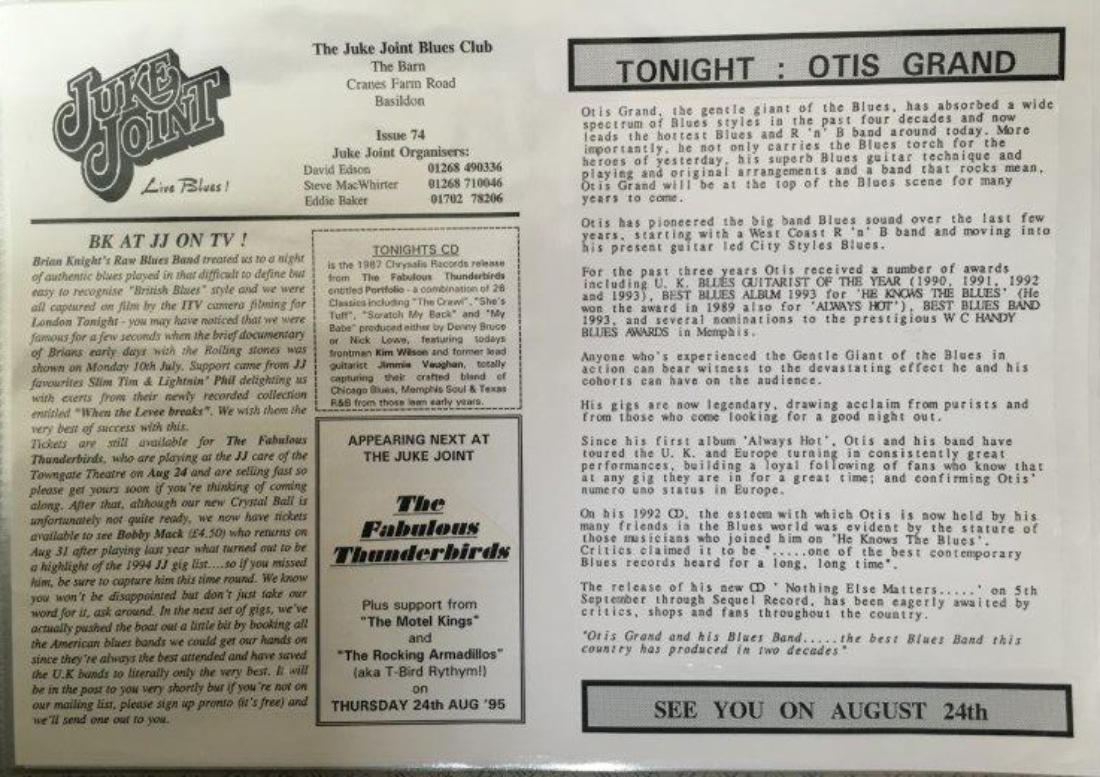 JUKE
JOINT
Live Blues!
The Juke Joint Blues Club
The Barn
Cranes Farm Road
Basildon
Issue 74
Juke Joint Organisers:
David Edson 01268 490336
Steve MacWhirter 01268 710046
Eddie Baker 01702 78206
BK AT JJ ON TV !
Brian Knight's Raw Blues Band treated us to a night
of authentic blues played in that difficult to define but
easy to recognise "British Blues" style and we were
all captured on film by the ITV camera filming for
London Tonight - you may have noticed that we were
famous for a few seconds when the brief documentary
of Brians early days with the Rolling stones was
shown on Monday 10th July. Support came from JJ
favourites Slim Tim & Lightnin' Phil delighting us
with exerts from their newly recorded collection
entitled "When the Levee breaks". We wish them the
very best of success with this.
Tickets are still available for The Fabulous
Thunderbirds, who are playing at the JJ care of the
Towngate Theatre on Aug 24 and are selling fast so
please get yours soon if you're thinking of coming
along. After that, although our new Crystal Ball is
unfortunately not quite ready, we now have tickets
available to see Bobby Mack (£4.50) who returns on
Aug 31 after playing last year what turned out to be
a highlight of the 1994 JJ gig list....so if you missed
him, be sure to capture him this time round. We know
you won't be disappointed but don't just take our
word for it, ask around. In the next set of gigs, we've
actually pushed the boat out a little bit by booking all
the American blues bands we could get our hands on
since they're always the best attended and have saved
the U.K bands to literally only the very best. It will
be in the post to you very shortly but if you're not on
our mailing list, please sign up pronto (it's free) and
we'll send one out to you.
TONIGHTS CD
is the 1987 Chrysalis Records release
from The Fabulous Thunderbirds
entitled Portfolio - a combination of 28
Classics including "The Crawl", "She's
Tuff", "Scratch My Back" and "My
Babe" produced either by Denny Bruce
or Nick Lowe, featuring todays
frontman Kim Wilson and former lead
guitarist Jimmie Vaughan, totally
capturing their crafted blend of
Chicago Blues, Memphis Soul & Texas
R&B from those leam early years.
APPEARING NEXT AT
THE JUKE JOINT
The
Fabulous
Thunderbirds
Plus support from
"The Motel Kings"
and
"The Rocking Armadillos"
(aka T-Bird Rythym!)
on
THURSDAY 24th AUG '95
TONIGHT : OTIS GRAND
Otis Grand, the gentle giant of the Blues, has absorbed a wide
spectrum of Blues styles in the past four decades and now
leads the hottest Blues and R 'n' B band around today. More
importantly, he not only carries the Blues torch for the
heroes of yesterday, his superb Blues guitar technique and
playing and original arrangements and a band that rocks mean,
Otis Grand will be at the top of the Blues scene for many
years to come.
Otis has pioneered the big band Blues sound over the last few
years, starting with a West Coast R 'n' B band and moving into
his present guitar led City Styles Blues.
For the past three years Otis received a number of awards
including U. K. BLUES GUITARIST OF THE YEAR (1990, 1991, 1992
and 1993), BEST BLUES ALBUM 1993 for 'HE KNOWS THE BLUES' (He
won the award in 1989 also for 'ALWAYS HOT'), BEST BLUES BAND
1993, and several nominations to the prestigious W C HANDY
BLUES AWARDS in Memphis.
Anyone who's experienced the Gentle Giant of the Blues in
action can bear witness to the devastating effect he and his
cohorts can have on the audience.
His gigs are now legendary, drawing acclaim from purists and
from those who come looking for a good night out.
Since his first album 'Always Hot', Otis and his band have
toured the U. K. and Europe turning in consistently great
performances, building a loyal following of fans who know that
at any gig they are in for a great time; and confirming Otis'
numero uno status in Europe.
On his 1992 CD, the esteem with which Otis is now held by his
many friends in the Blues world was evident by the stature of
those musicians who joined him on 'He Knows The Blues'.
Critics claimed it to be ".....one of the best contemporary
Blues records heard for a long, long time".
The release of his new CD ' Nothing Else Matters.....' on 5th
September through Sequel Record, has been eagerly awaited by
critics, shops and fans throughout the country.
"Otis Grand and his Blues Band.....the best Blues Band this
country has produced in two decades"
SEE YOU ON AUGUST 24th